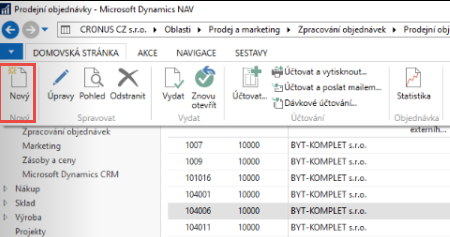 Prodejní objednávky - Microsoft Dynamics NAV
CRONUS CZ s.r.o. Oblasti Prodej a marketing Zpracování objednávek Prodejní obj
DOMOVSKÁ STRÁNKA AKCE NAVIGACE SESTAVY
Nový Úpravy Pohled Odstranit Vydat Znovu otevřít Účtovat... Účtovat a vytisknout... Statistika
Účtovat a poslat mailem...
Dávkové účtování...
Nový Spravovat Vydat Účtování Objednávka
Zpracování objednávek externíh...
Marketing 1007 10000 BYT-KOMPLET s.r.o.
Zásoby a ceny 1009 10000 BYT-KOMPLET s.r.o.
Microsoft Dynamics CRM 101016 10000 BYT-KOMPLET s.r.o.
Nákup 104001 10000 BYT-KOMPLET s.r.o.
Sklad 104006 10000 BYT-KOMPLET s.r.o.
Výroba 104011 10000 BYT-KOMPLET s.r.o.
Projekty